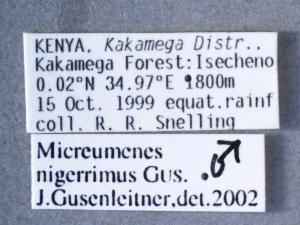 KENYA, Kakamega Distr..
Kakamega Forest:Isecheno
0.02°N 34.97°E 1800m
15 Oct. 1999 equat.rainf
coll. R. R. Snelling
Micreumenes
nigerrimus GUS. ♂
J.Gusenleitner,det.2002